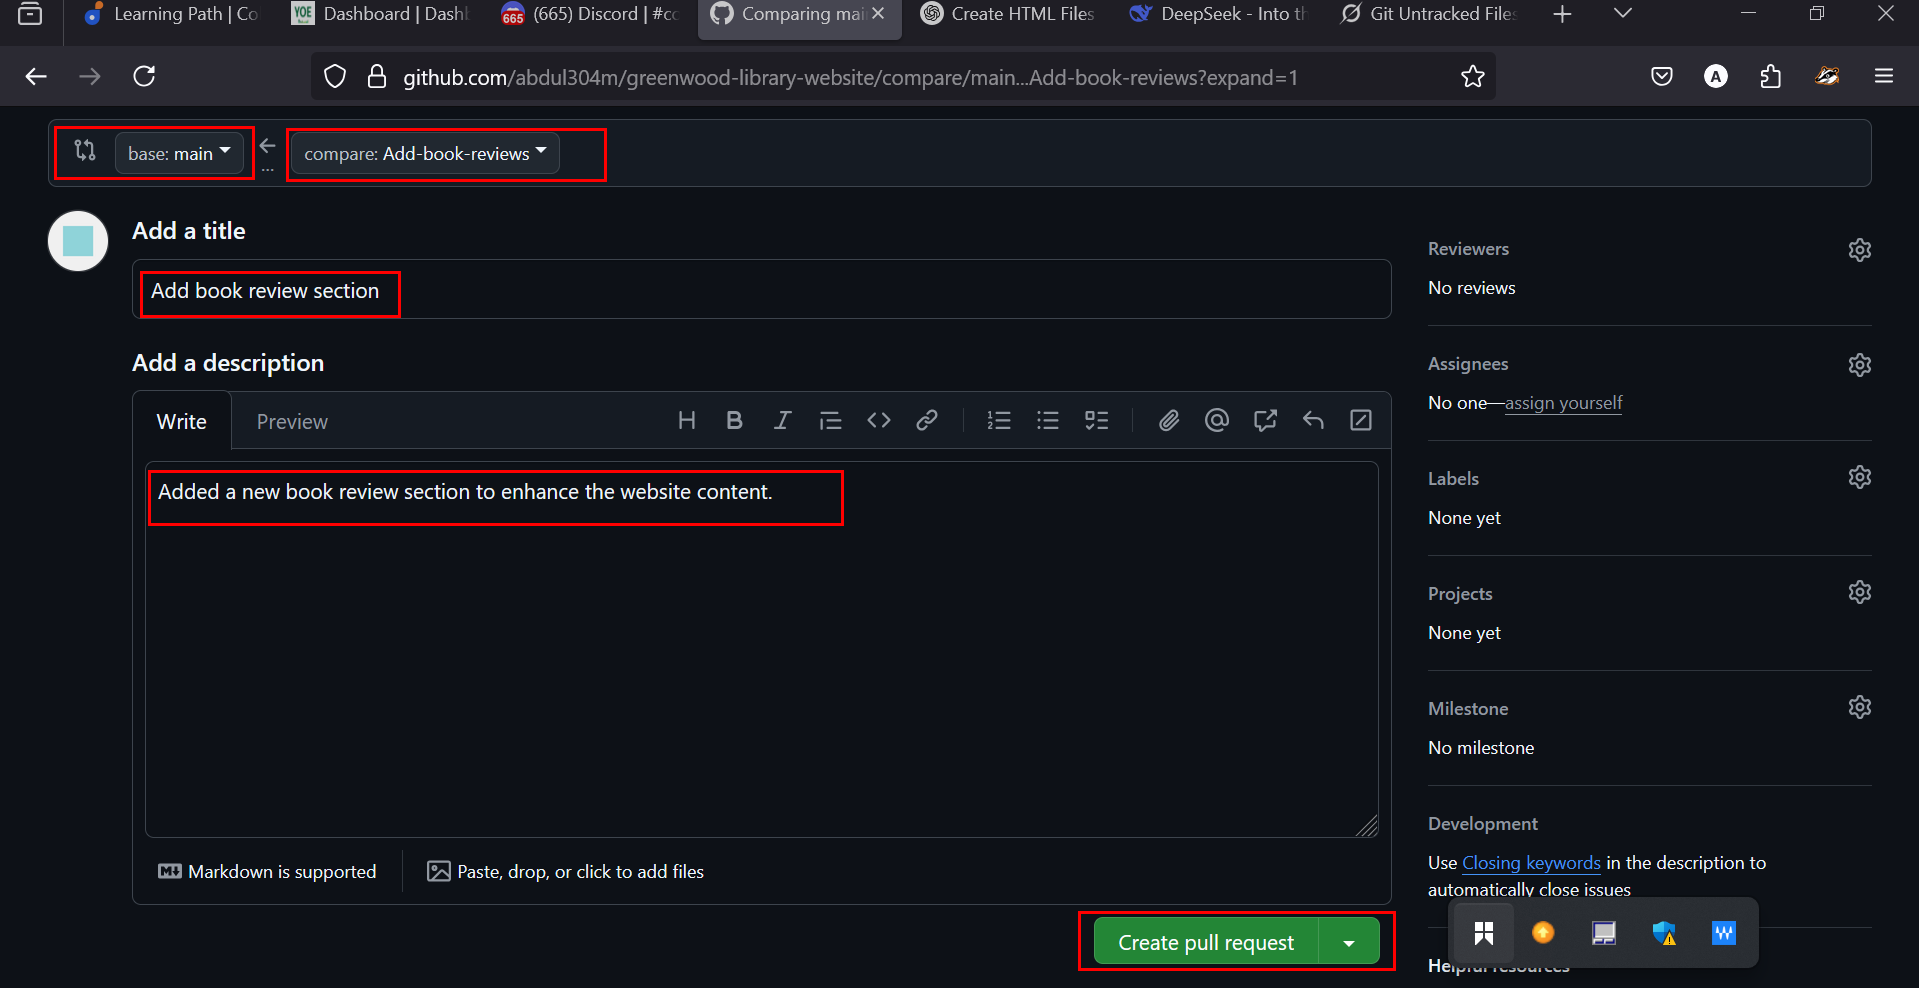 Learning Path | Co
YOE
Dashboard | Dashb
665
(665) Discord | #co
Comparing mai
Create HTML Files
DeepSeek - Into th
Git Untracked Files
github.com/abdul304m/greenwood-library-website/compare/main...Add-book-reviews?expand=1
A
base: main
...
compare: Add-book-reviews
Add a title
Add book review section
Add a description
Write
Preview
Added a new book review section to enhance the website content.
Markdown is supported
Paste, drop, or click to add files
Create pull request
Reviewers
No reviews
Assignees
No one—assign yourself
Labels
None yet
Projects
None yet
Milestone
No milestone
Development
Use Closing keywords in the description to
automatically close issues
Helpful resources